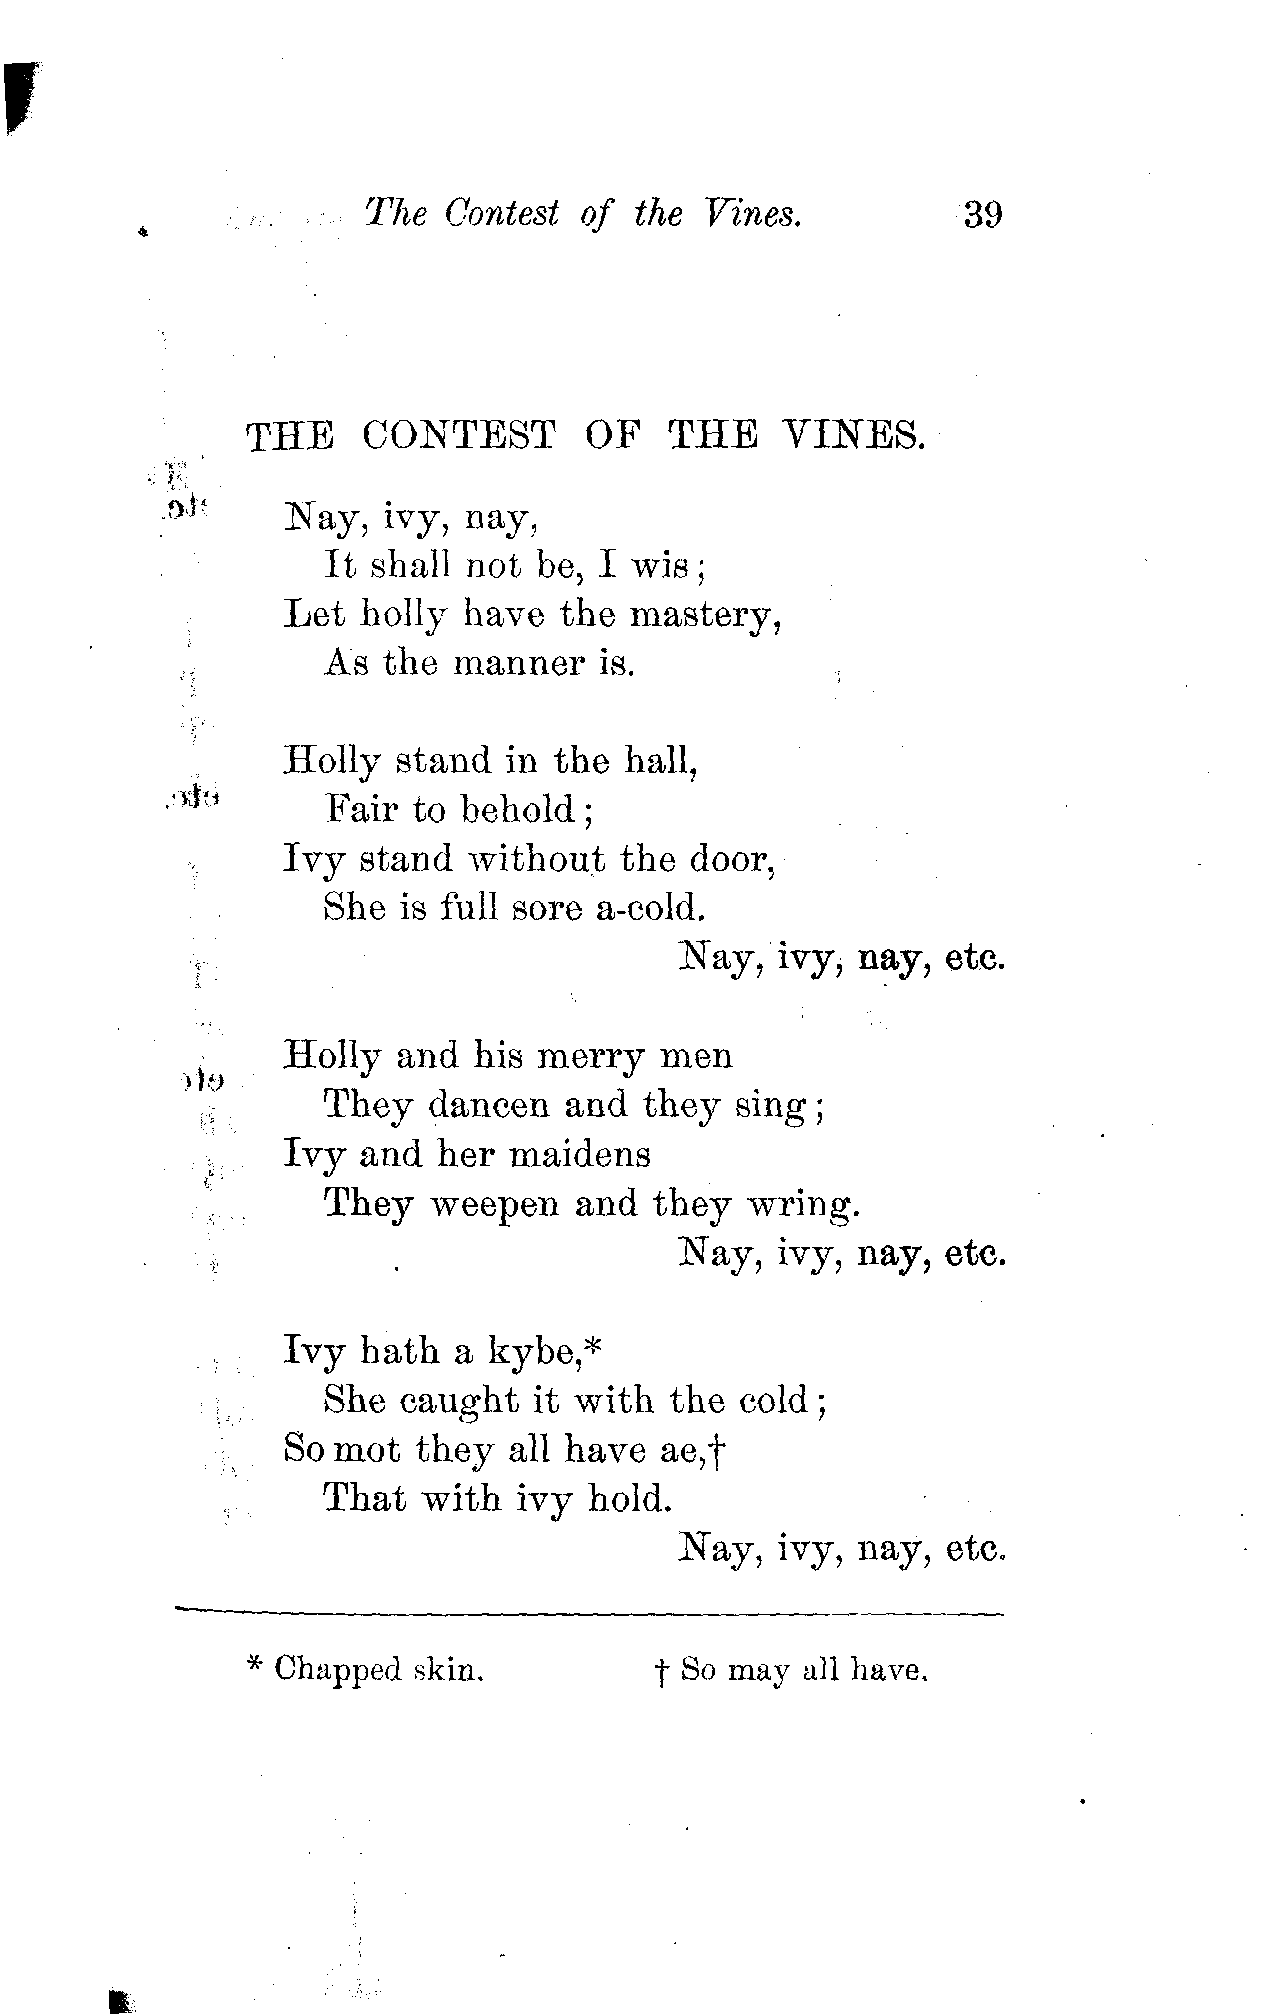 The Contest of the Vines. 39
THE CONTEST OF THE VINES.
Nay, ivy, nay,
It shall not be, I wis;
Let holly have the mastery,
As the manner is.
Holly stand in the hall,
Fair to behold;
Ivy stand without the door,
She is full sore a-cold.
Nay, ivy, nay, etc.
Holly and his merry men
They dancen and they sing;
Ivy and her maidens
They weepen and they wring.
Nay, ivy, nay, etc.
Ivy hath a kybe,*
She caught it with the cold;
So mot they all have ae,†
That with ivy hold.
Nay, ivy, nay, etc.
* Chapped skin. † So may all have.